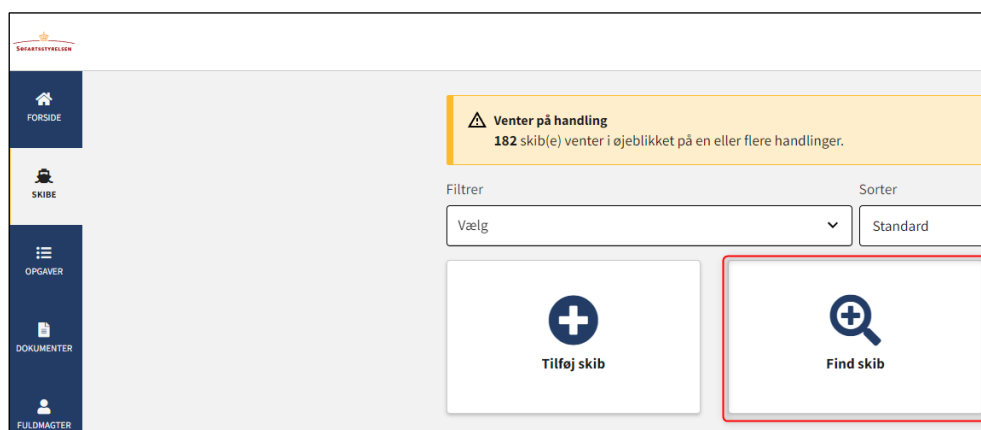 SØFARTSSTYRELSEN
FORSIDE
SKIBE
OPGAVER
DOKUMENTER
FULDMAGTER
Venter på handling
182 skib(e) venter i øjeblikket på en eller flere handlinger.
Filtrer
Sorter
Vælg
Standard
Tilføj skib
Find skib